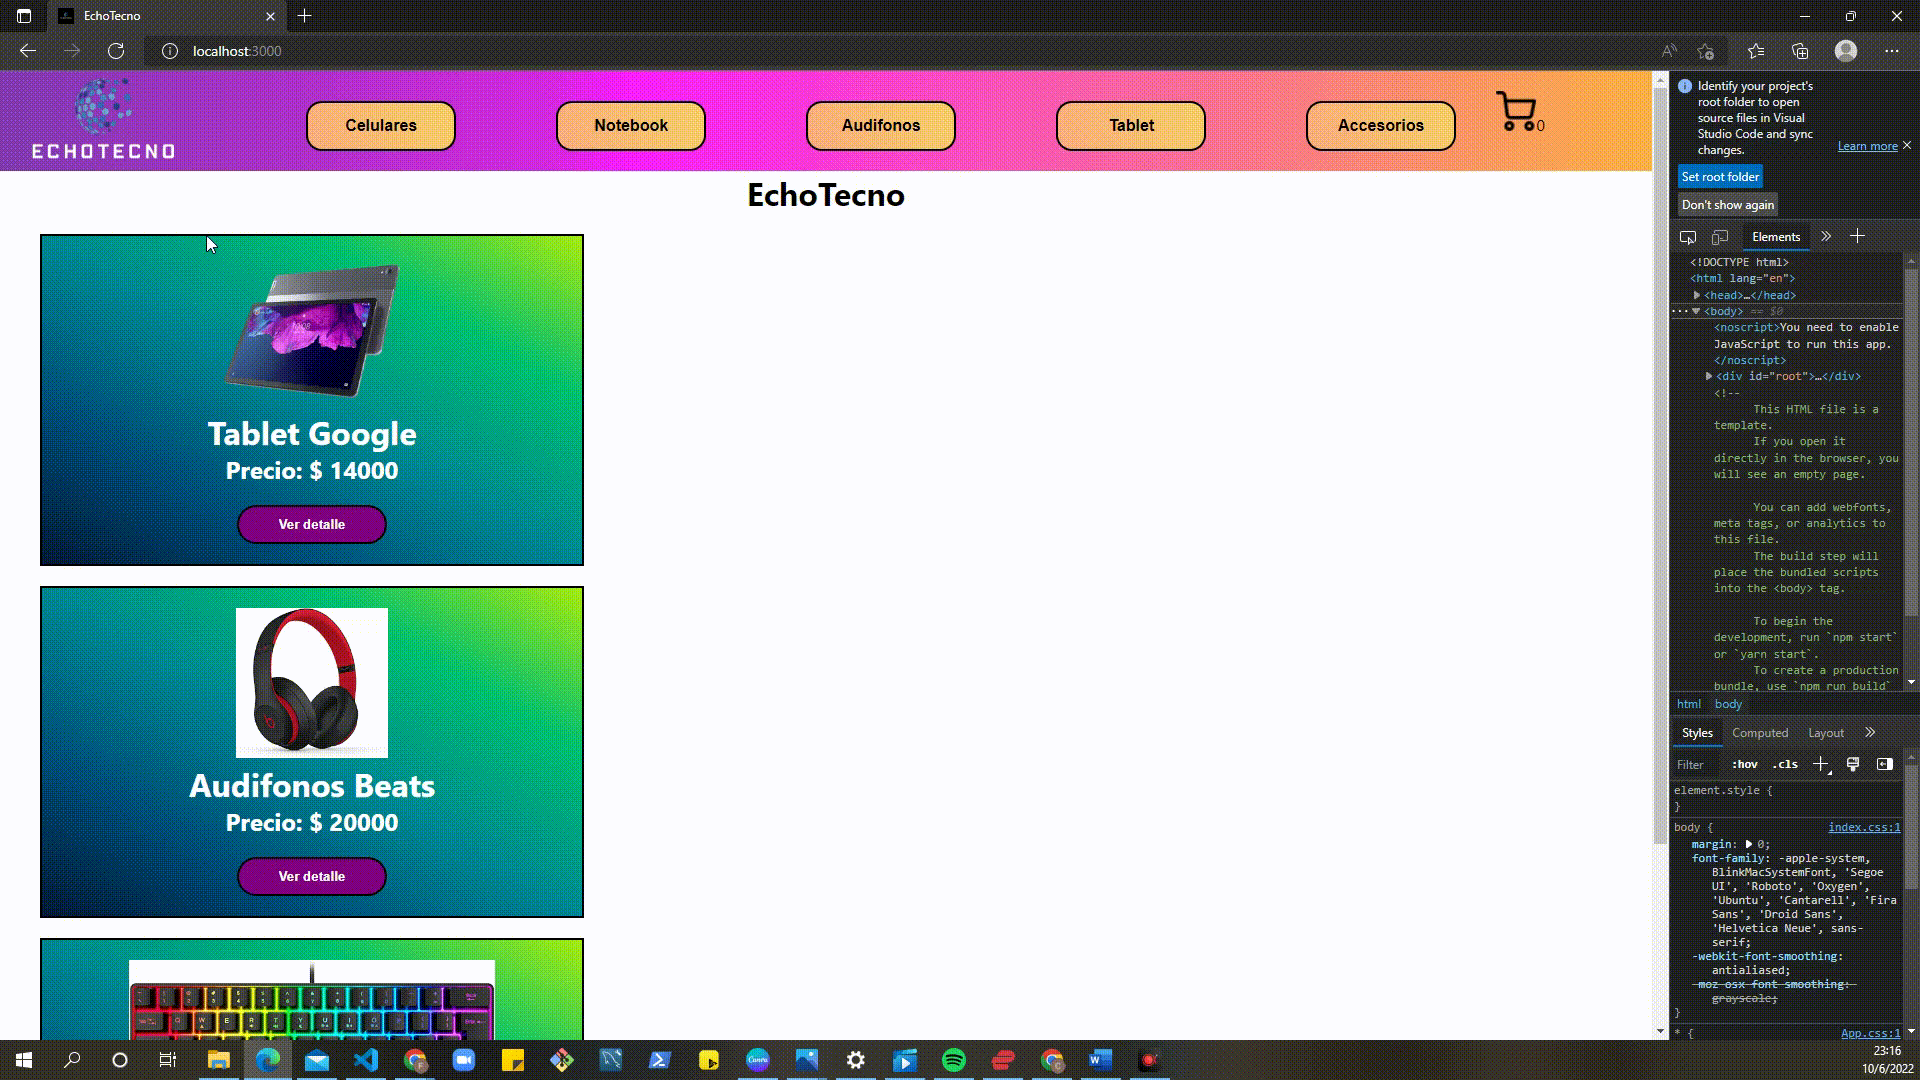 EchoTecno
localhost:3000
ECHOTECNO
Celulares
Notebook
Audifonos
Tablet
Accesorios
0
EchoTecno
Tablet Google
Precio: $ 14000
Ver detalle
Audifonos Beats
Precio: $ 20000
Ver detalle
Identify your project's
root folder to open
source files in Visual
Studio Code and sync
changes.
Learn more
Set root folder
Don't show again
Elements
<!DOCTYPE html>
<html lang="en">
<head>…</head>
<body> == $0
<noscript>You need to enable
JavaScript to run this app.
</noscript>
<div id="root">…</div>
<!--
This HTML file is a
template.
If you open it
directly in the browser, you
will see an empty page.
You can add webfonts,
meta tags, or analytics to
this file.
The build step will
place the bundled scripts
into the <body> tag.
To begin the
development, run `npm start`
or `yarn start`.
To create a production
bundle, use `npm run build`
html body
Styles Computed Layout
Filter :hov .cls
element.style {
}
body { index.css:1
margin: 0;
font-family: -apple-system,
BlinkMacSystemFont, 'Segoe
UI', 'Roboto', 'Oxygen',
'Ubuntu', 'Cantarell', 'Fira
Sans', 'Droid Sans',
'Helvetica Neue', sans-
serif;
-webkit-font-smoothing:
antialiased;
-moz-osx-font-smoothing:
grayscale;
}
* { App.css:1
23:16
10/6/2022